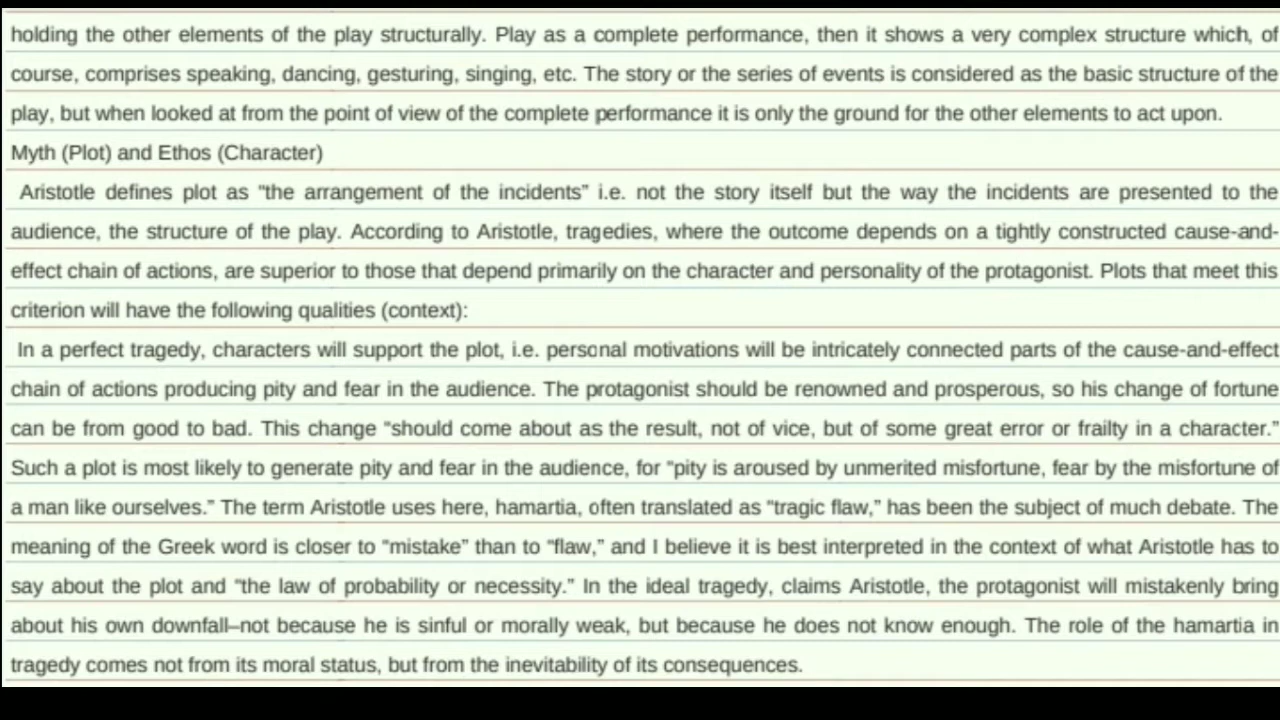 holding the other elements of the play structurally. Play as a complete performance, then it shows a very complex structure which, of
course, comprises speaking, dancing, gesturing, singing, etc. The story or the series of events is considered as the basic structure of the
play, but when looked at from the point of view of the complete performance it is only the ground for the other elements to act upon.
Myth (Plot) and Ethos (Character)
Aristotle defines plot as “the arrangement of the incidents” i.e. not the story itself but the way the incidents are presented to the
audience, the structure of the play. According to Aristotle, tragedies, where the outcome depends on a tightly constructed cause-and-
effect chain of actions, are superior to those that depend primarily on the character and personality of the protagonist. Plots that meet this
criterion will have the following qualities (context):
In a perfect tragedy, characters will support the plot, i.e. personal motivations will be intricately connected parts of the cause-and-effect
chain of actions producing pity and fear in the audience. The protagonist should be renowned and prosperous, so his change of fortune
can be from good to bad. This change “should come about as the result, not of vice, but of some great error or frailty in a character.”
Such a plot is most likely to generate pity and fear in the audience, for “pity is aroused by unmerited misfortune, fear by the misfortune of
a man like ourselves.” The term Aristotle uses here, hamartia, often translated as “tragic flaw,” has been the subject of much debate. The
meaning of the Greek word is closer to “mistake” than to “flaw,” and I believe it is best interpreted in the context of what Aristotle has to
say about the plot and “the law of probability or necessity.” In the ideal tragedy, claims Aristotle, the protagonist will mistakenly bring
about his own downfall–not because he is sinful or morally weak, but because he does not know enough. The role of the hamartia in
tragedy comes not from its moral status, but from the inevitability of its consequences.